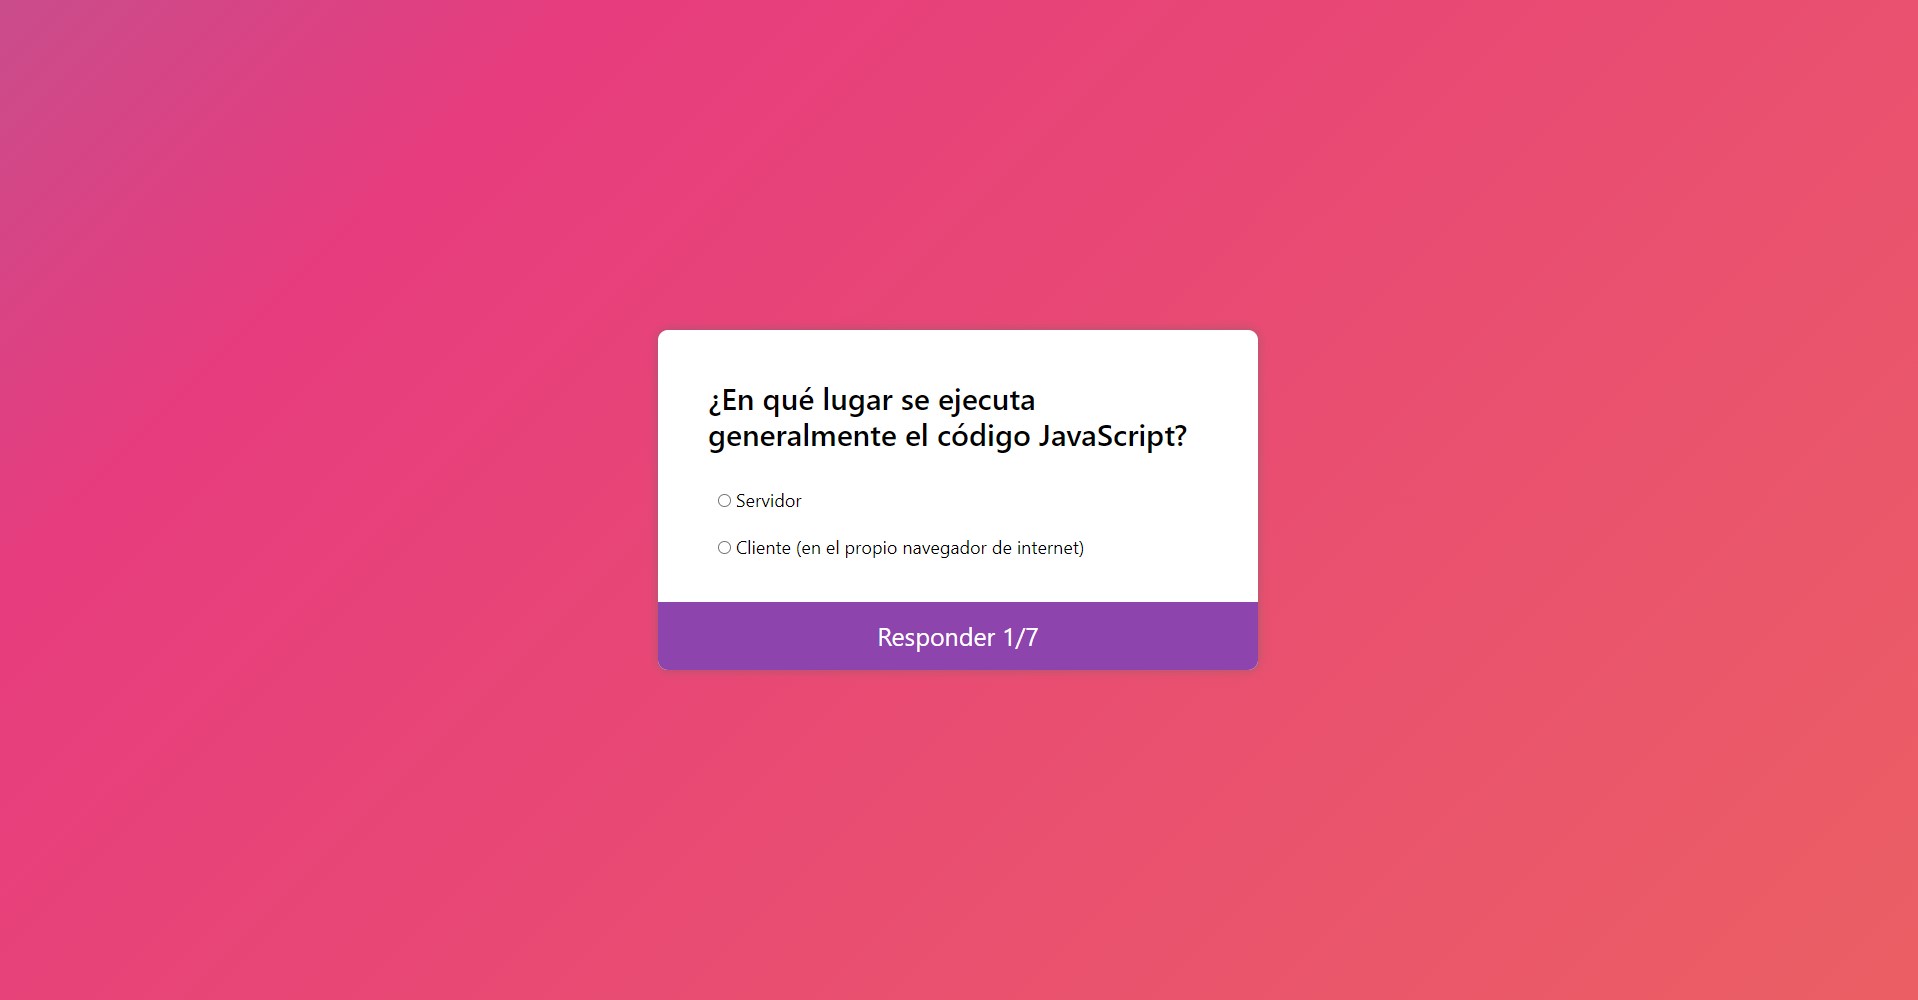 ¿En qué lugar se ejecuta
generalmente el código JavaScript?
Servidor
Cliente (en el propio navegador de internet)
Responder 1/7